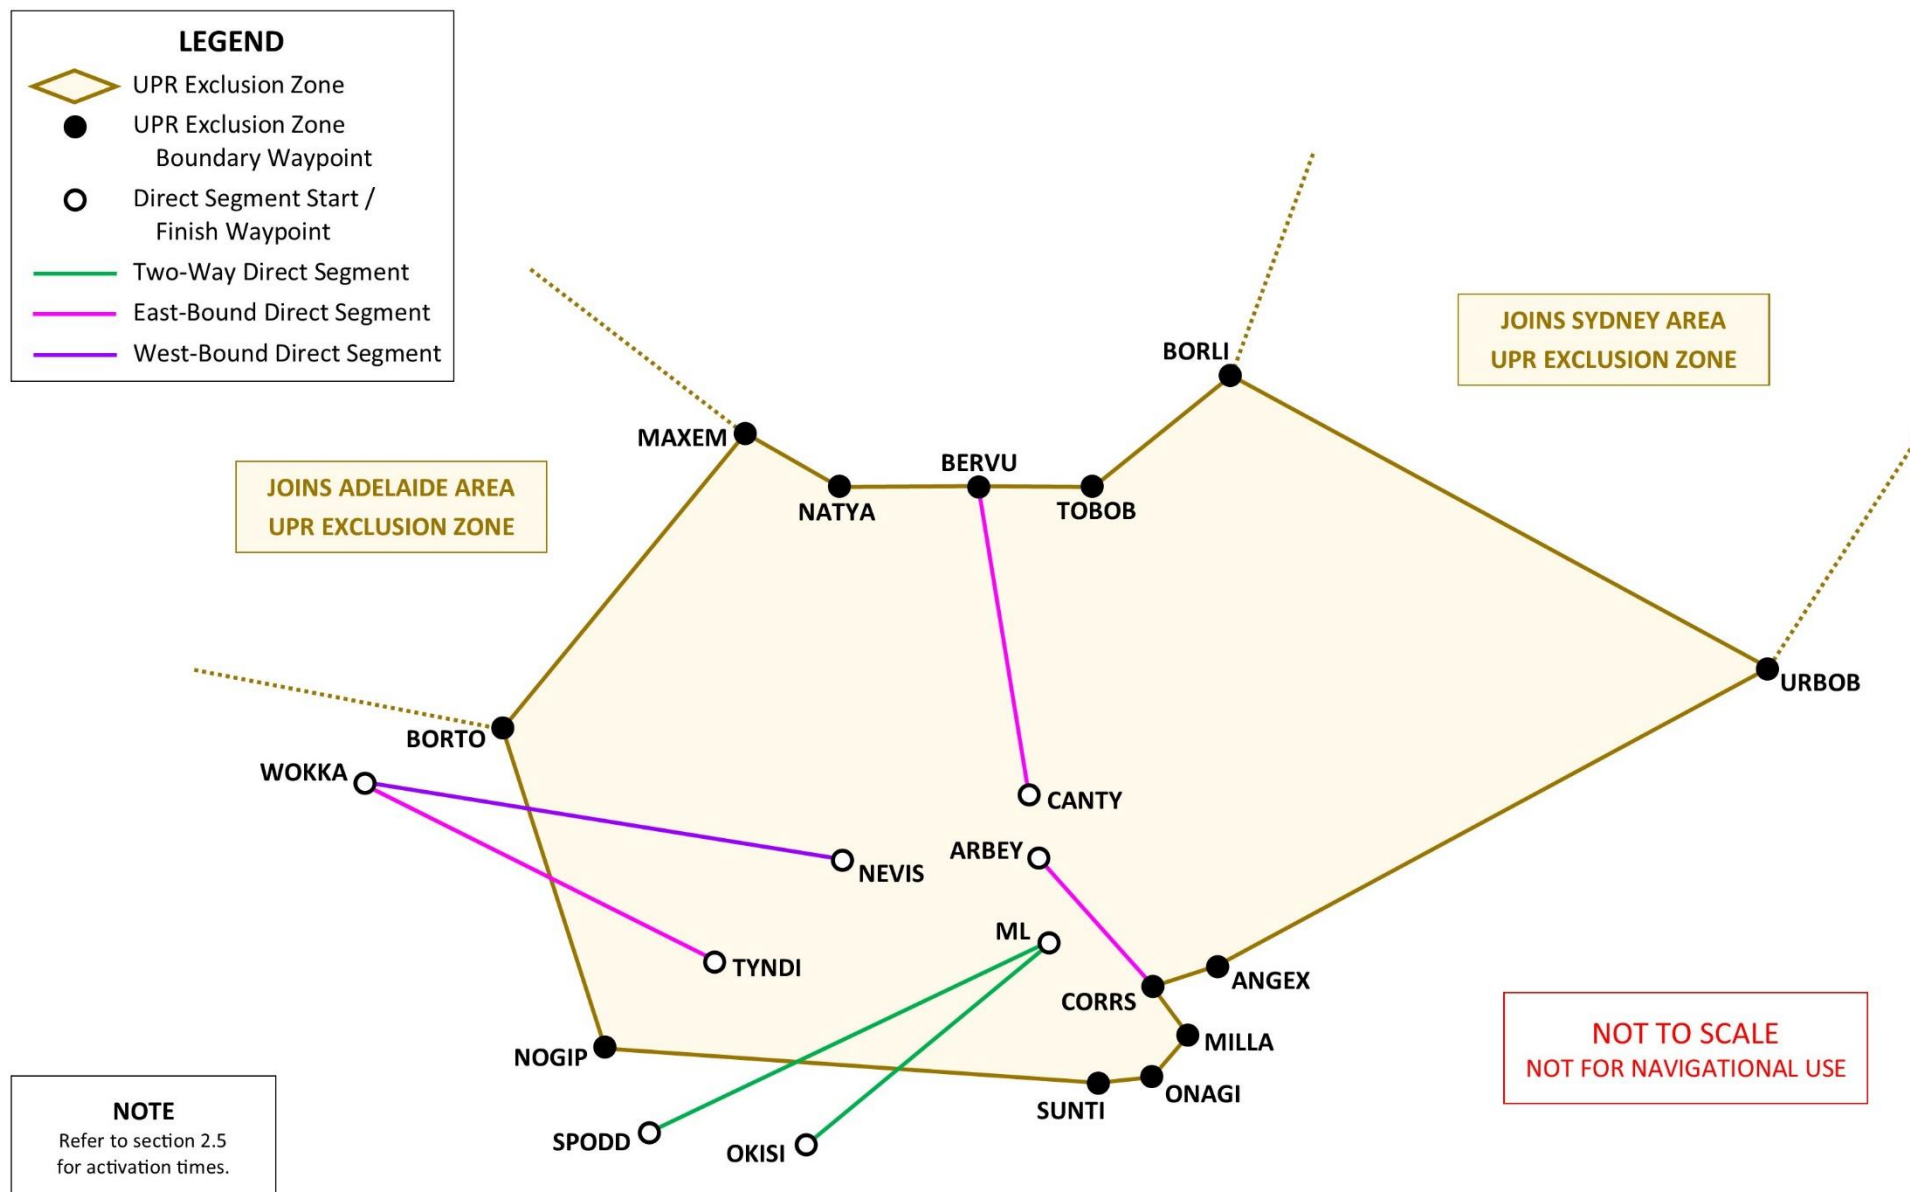 LEGEND
UPR Exclusion Zone
UPR Exclusion Zone
Boundary Waypoint
Direct Segment Start /
Finish Waypoint
Two-Way Direct Segment
East-Bound Direct Segment
West-Bound Direct Segment
JOINS SYDNEY AREA
UPR EXCLUSION ZONE
BORLI
MAXEM
BERVU
JOINS ADELAIDE AREA
UPR EXCLUSION ZONE
NATYA
TOBOB
URBOB
BORTO
WOKKA
CANTY
ARBEY
NEVIS
ML
TYNDI
ANGEX
CORRS
MILLA
NOGIP
ONAGI
SUNTI
SPODD
OKISI
NOT TO SCALE
NOT FOR NAVIGATIONAL USE
NOTE
Refer to section 2.5
for activation times.